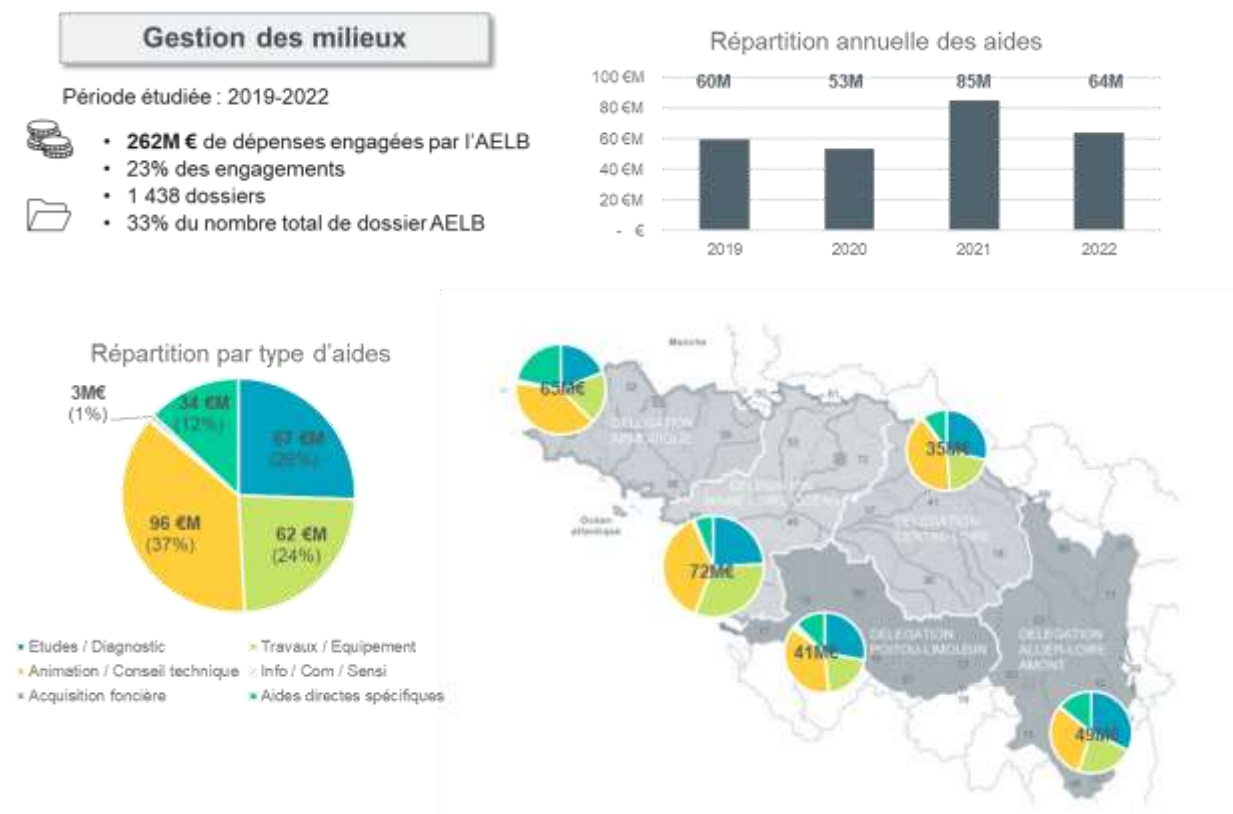 Gestion des milieux
Période étudiée : 2019-2022
• 262M € de dépenses engagées par l'AELB
• 23% des engagements
• 1 438 dossiers
• 33% du nombre total de dossier AELB
Répartition annuelle des aides
100 €M
80 €M
60 €M
40 €M
20 €M
- €
60M
53M
85M
64M
2019
2020
2021
2022
Répartition par type d'aides
3M€
(1%)
34 €M
(12%)
67 €M
(26%)
96 €M
(37%)
62 €M
(24%)
Etudes / Diagnostic
Travaux / Equipement
Animation / Conseil technique
Info / Com / Sensi
Acquisition foncière
Aides directes spécifiques
Manche
Océan
atlantique
65M€
DELEGATION
ARMORIQUE
35M€
DELEGATION
CENTRE-LOIRE
72M€
41M€
DELEGATION
POITOU-LIMOUSIN
DELEGATION
ALLIER-LOIRE
AMONT
49M€